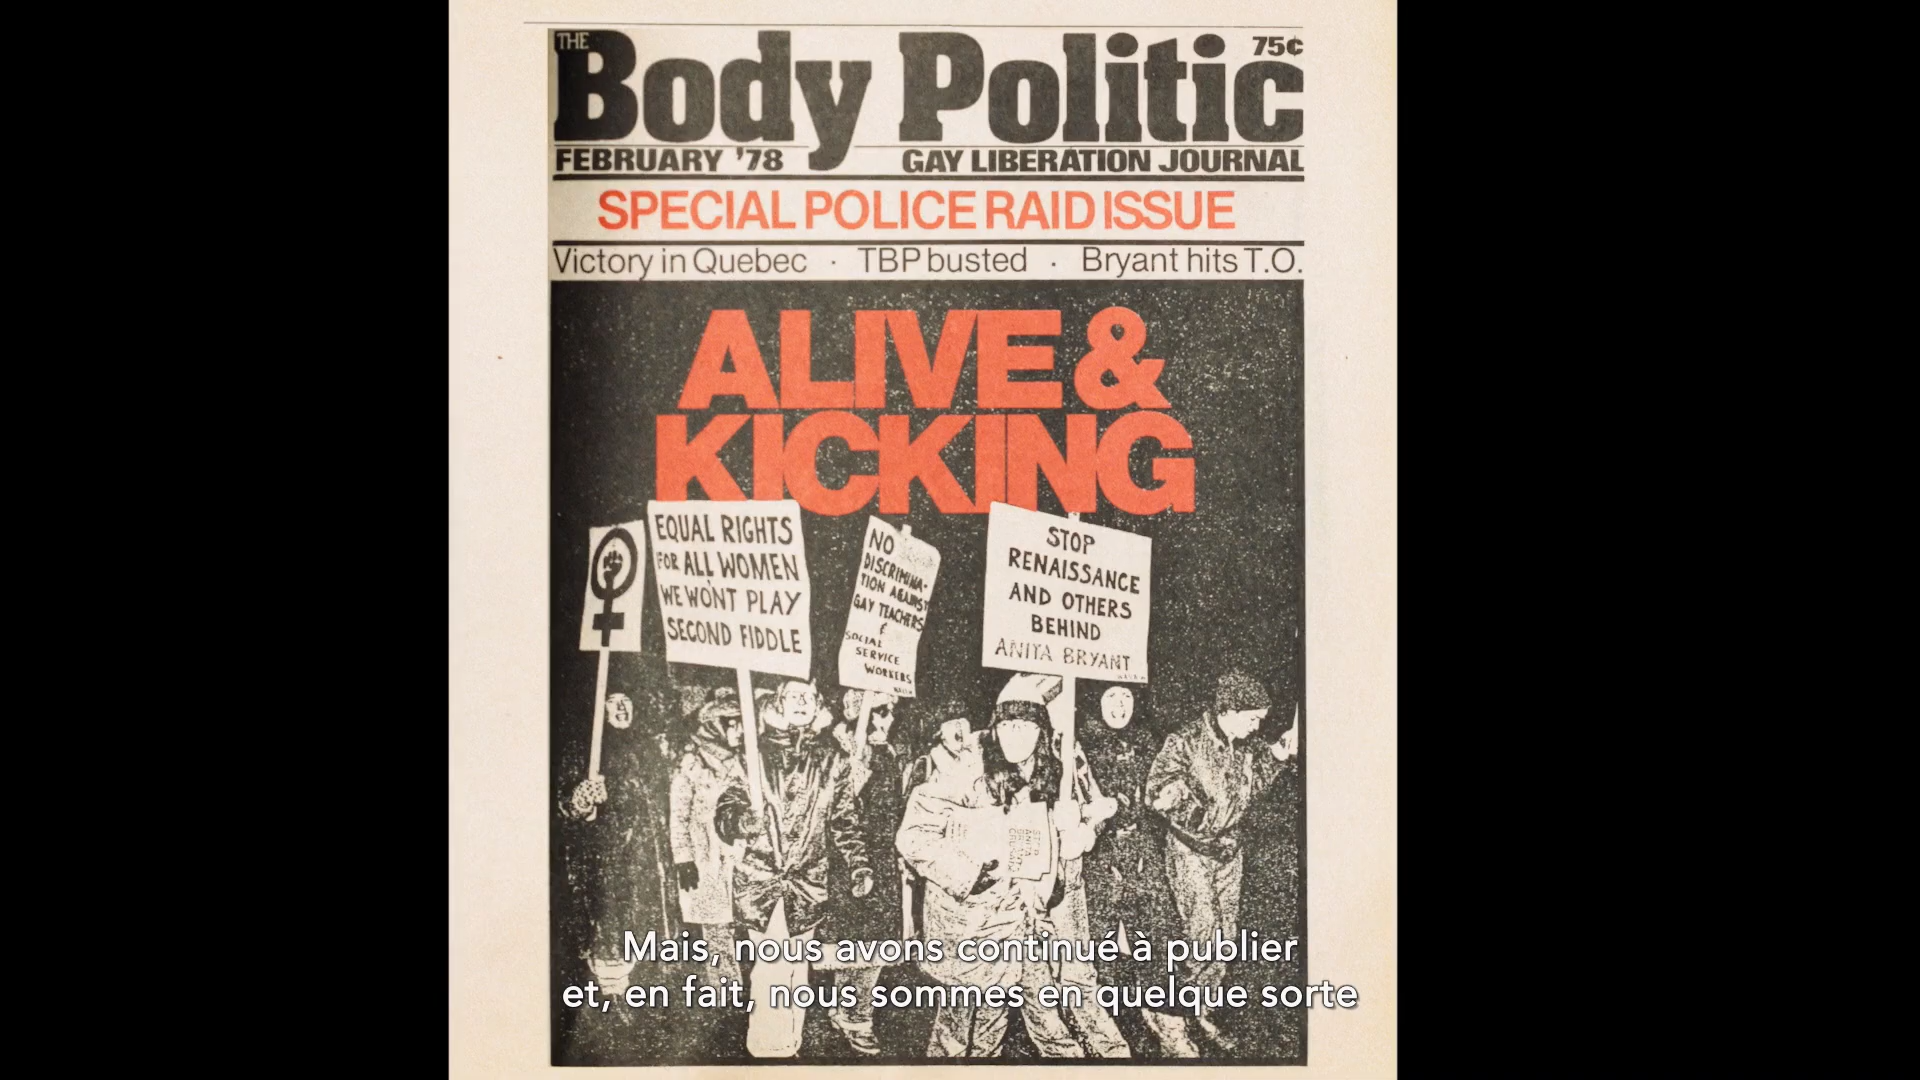 THE
Body Politic
75¢
FEBRUARY '78
GAY LIBERATION JOURNAL
SPECIAL POLICE RAID ISSUE
Victory in Quebec · TBP busted · Bryant hits T.O.
ALIVE &
KICKING
EQUAL RIGHTS
FOR ALL WOMEN
WE WON'T PLAY
SECOND FIDDLE
NO
DISCRIMINA-
TION AGAINST
GAY TEACHERS
&
SOCIAL
SERVICE
WORKERS
STOP
RENAISSANCE
AND OTHERS
BEHIND
ANITA BRYANT
Mais, nous avons continué à publier
et, en fait, nous sommes en quelque sorte